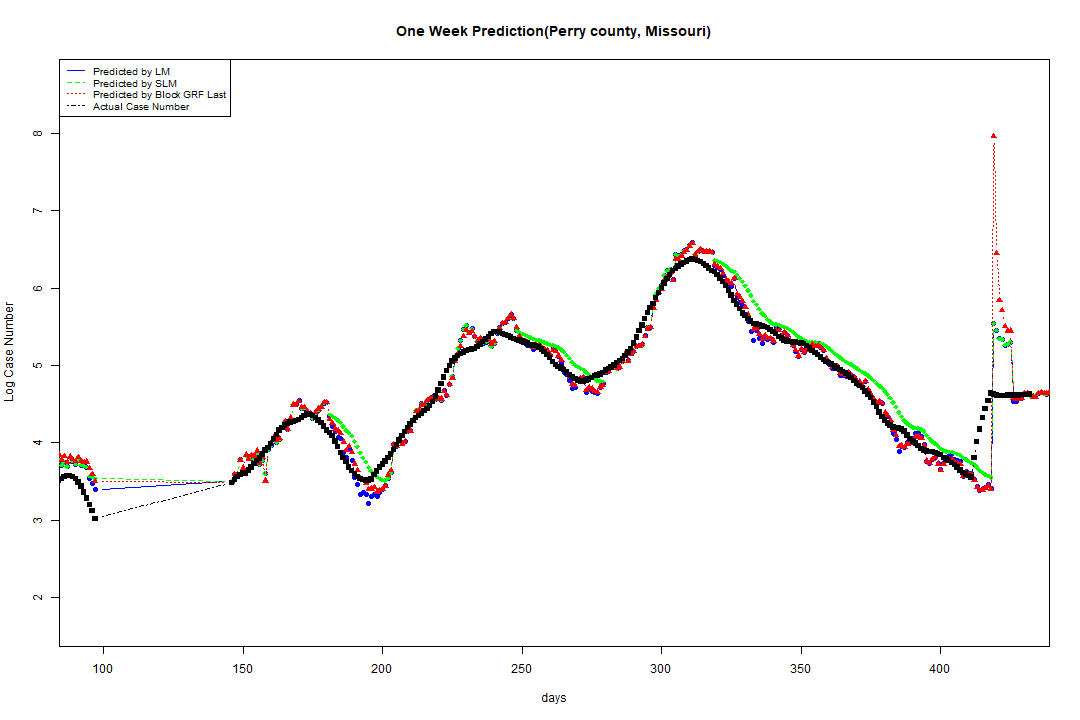 One Week Prediction(Perry county, Missouri)
Predicted by LM
Predicted by SLM
Predicted by Block GRF Last
Actual Case Number
Log Case Number
8
7
6
5
4
3
2
100 150 200 250 300 350 400
days